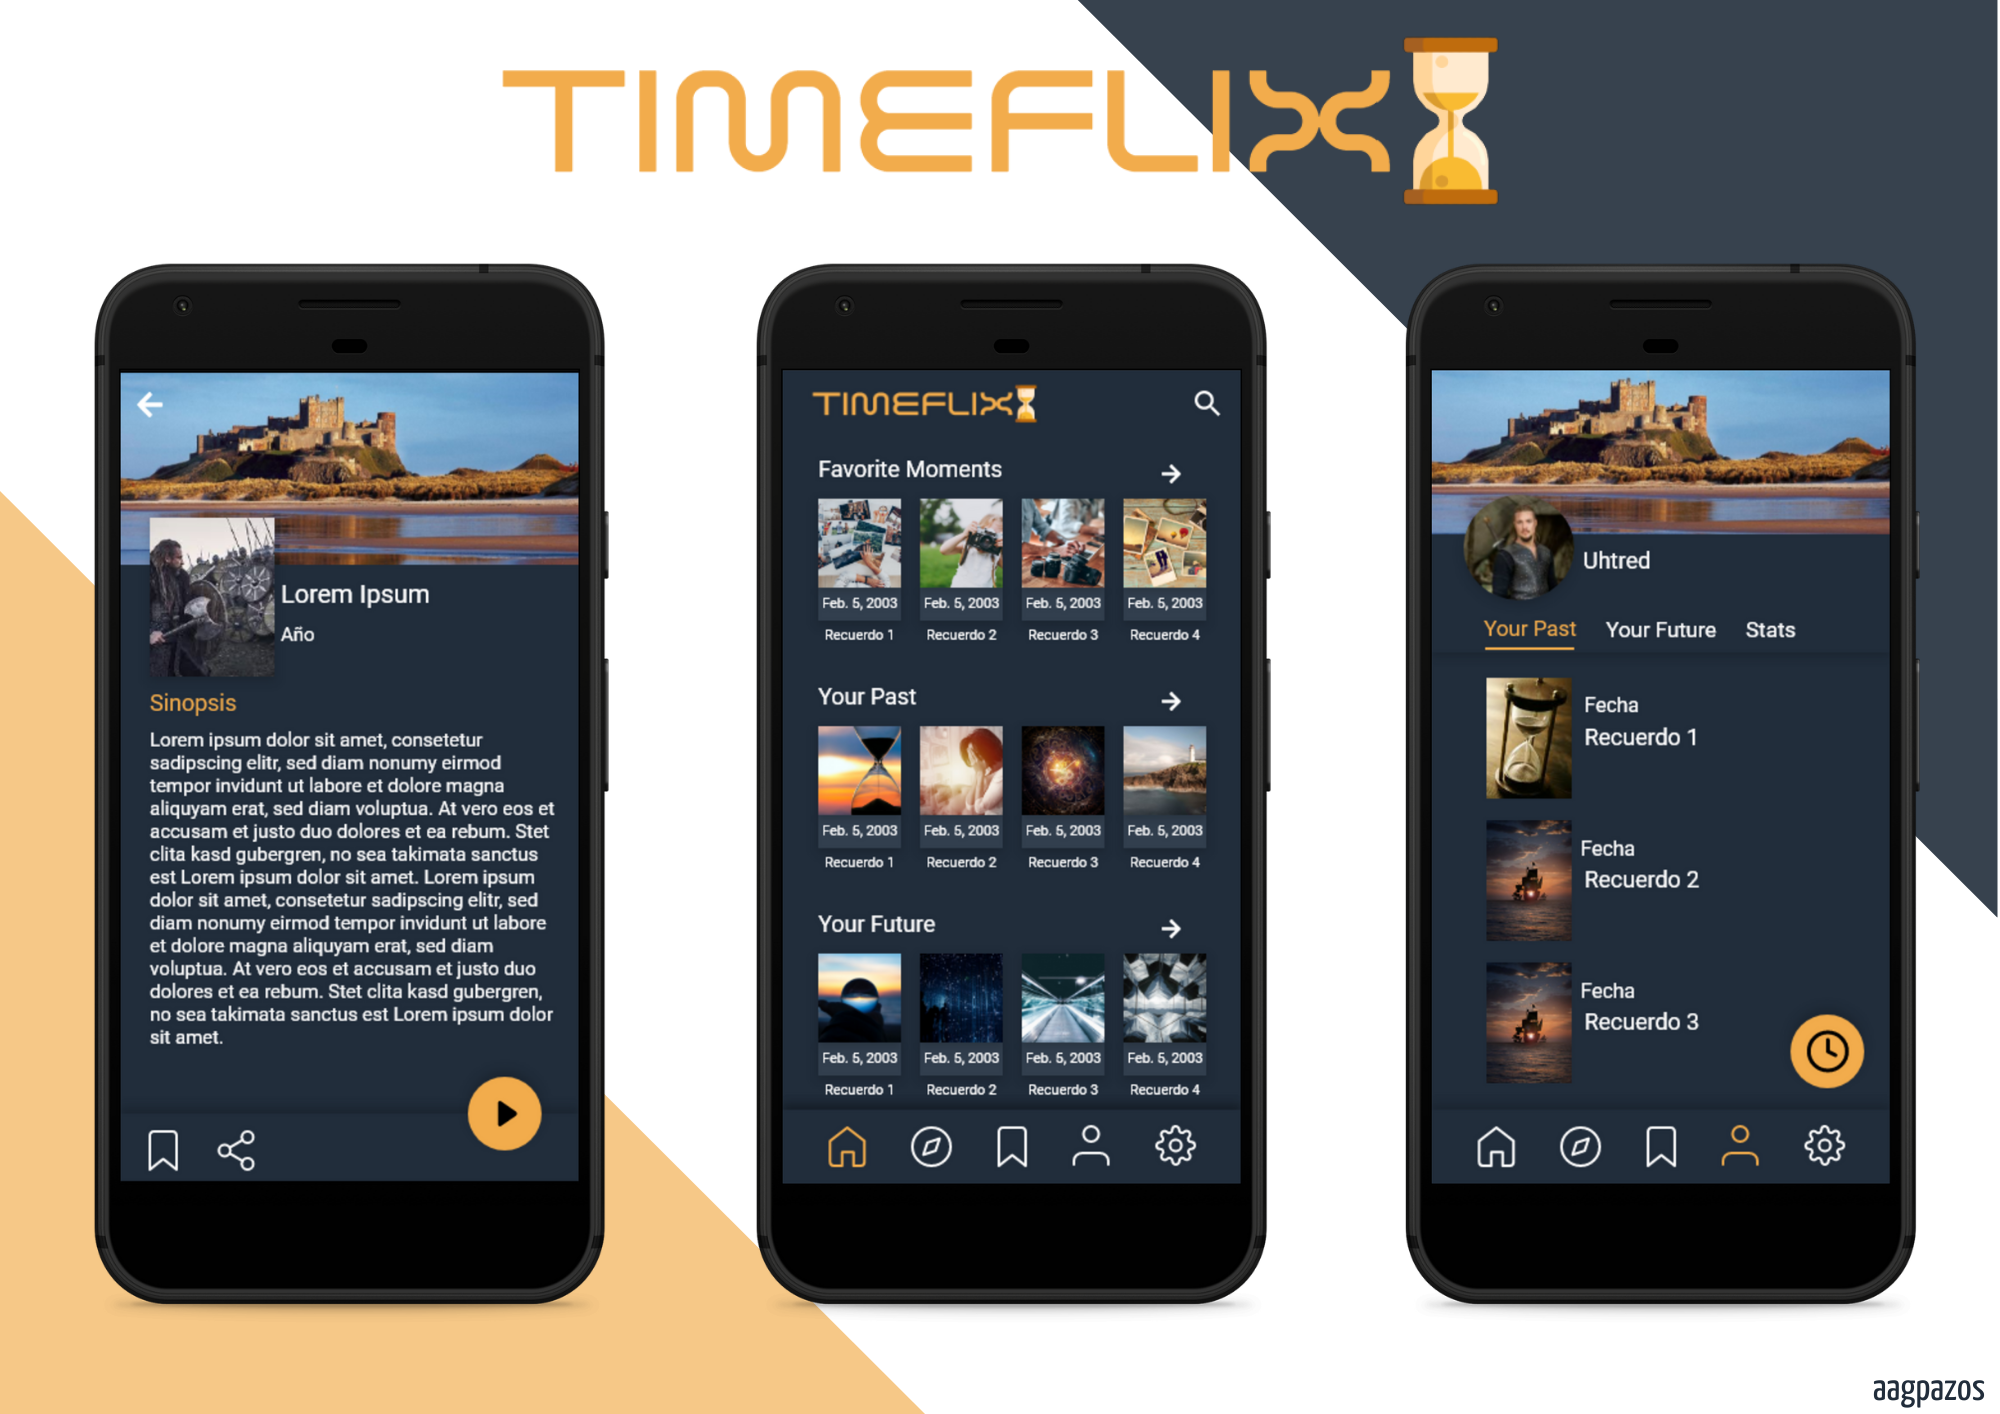 TIMEFLIX
Lorem Ipsum
Año
Sinopsis
Lorem ipsum dolor sit amet, consetetur
sadipscing elitr, sed diam nonumy eirmod
tempor invidunt ut labore et dolore magna
aliquyam erat, sed diam voluptua. At vero eos et
accusam et justo duo dolores et ea rebum. Stet
clita kasd gubergren, no sea takimata sanctus
est Lorem ipsum dolor sit amet. Lorem ipsum
dolor sit amet, consetetur sadipscing elitr, sed
diam nonumy eirmod tempor invidunt ut labore
et dolore magna aliquyam erat, sed diam
voluptua. At vero eos et accusam et justo duo
dolores et ea rebum. Stet clita kasd gubergren,
no sea takimata sanctus est Lorem ipsum dolor
sit amet.
TIMEFLIX
Favorite Moments
Feb. 5, 2003 Feb. 5, 2003 Feb. 5, 2003 Feb. 5, 2003
Recuerdo 1 Recuerdo 2 Recuerdo 3 Recuerdo 4
Your Past
Feb. 5, 2003 Feb. 5, 2003 Feb. 5, 2003 Feb. 5, 2003
Recuerdo 1 Recuerdo 2 Recuerdo 3 Recuerdo 4
Your Future
Feb. 5, 2003 Feb. 5, 2003 Feb. 5, 2003 Feb. 5, 2003
Recuerdo 1 Recuerdo 2 Recuerdo 3 Recuerdo 4
Uhtred
Your Past Your Future Stats
Fecha
Recuerdo 1
Fecha
Recuerdo 2
Fecha
Recuerdo 3
aagpazos